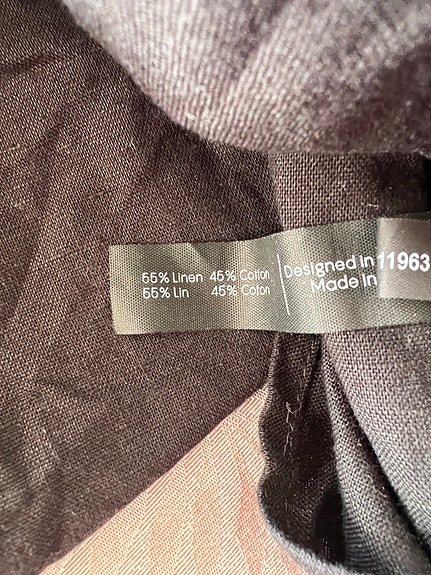 55% Linen 45% Cotton
55% Lin 45% Coton
Designed in
Made in
11963